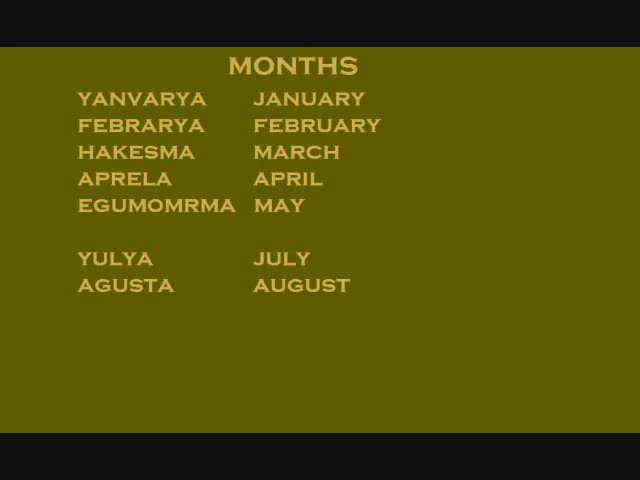 MONTHS
YANVARYA JANUARY
FEBRARYA FEBRUARY
HAKESMA MARCH
APRELA APRIL
EGUMOMRMA MAY
YULYA JULY
AGUSTA AUGUST